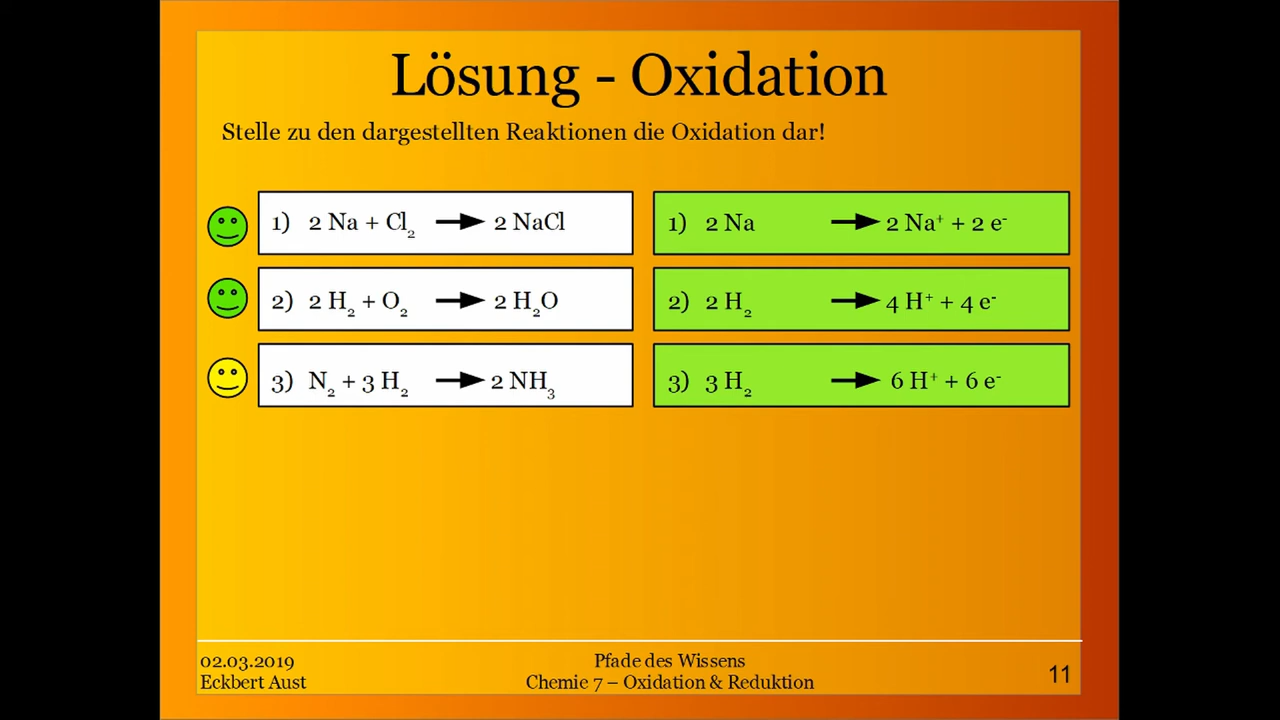 Lösung - Oxidation
Stelle zu den dargestellten Reaktionen die Oxidation dar!
1) 2 Na + Cl₂ → 2 NaCl
1) 2 Na → 2 Na⁺ + 2 e⁻
2) 2 H₂ + O₂ → 2 H₂O
2) 2 H₂ → 4 H⁺ + 4 e⁻
3) N₂ + 3 H₂ → 2 NH₃
3) 3 H₂ → 6 H⁺ + 6 e⁻
02.03.2019
Eckbert Aust
Pfade des Wissens
Chemie 7 – Oxidation & Reduktion
11